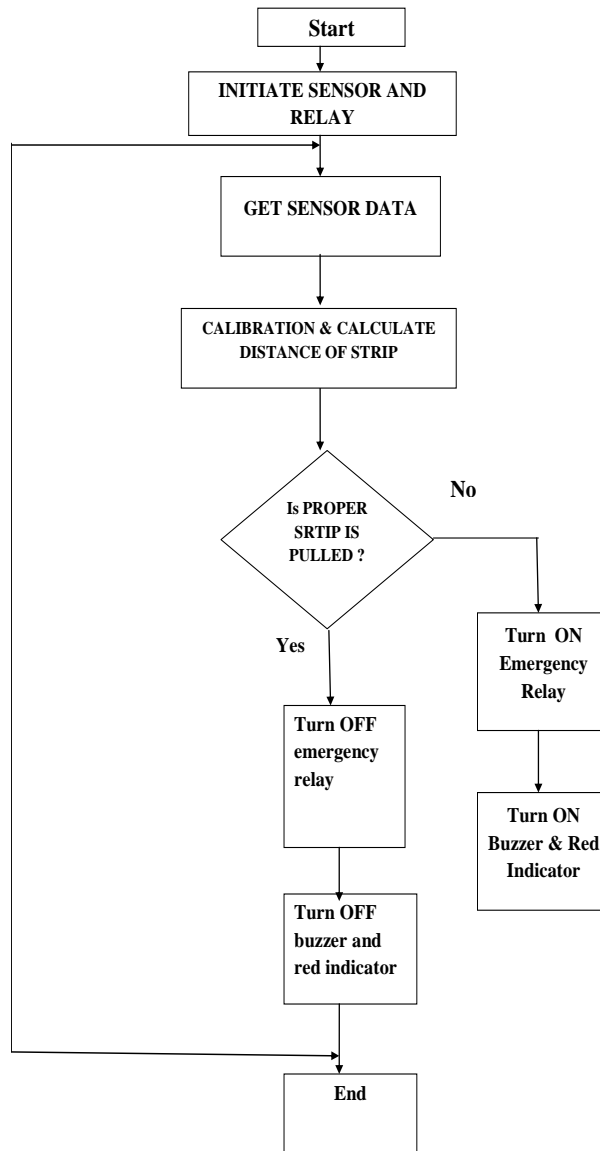 Start
INITIATE SENSOR AND
RELAY
GET SENSOR DATA
CALIBRATION & CALCULATE
DISTANCE OF STRIP
Is PROPER
SRTIP IS
PULLED ?
No
Yes
Turn ON
Emergency
Relay
Turn OFF
emergency
relay
Turn ON
Buzzer & Red
Indicator
Turn OFF
buzzer and
red indicator
End